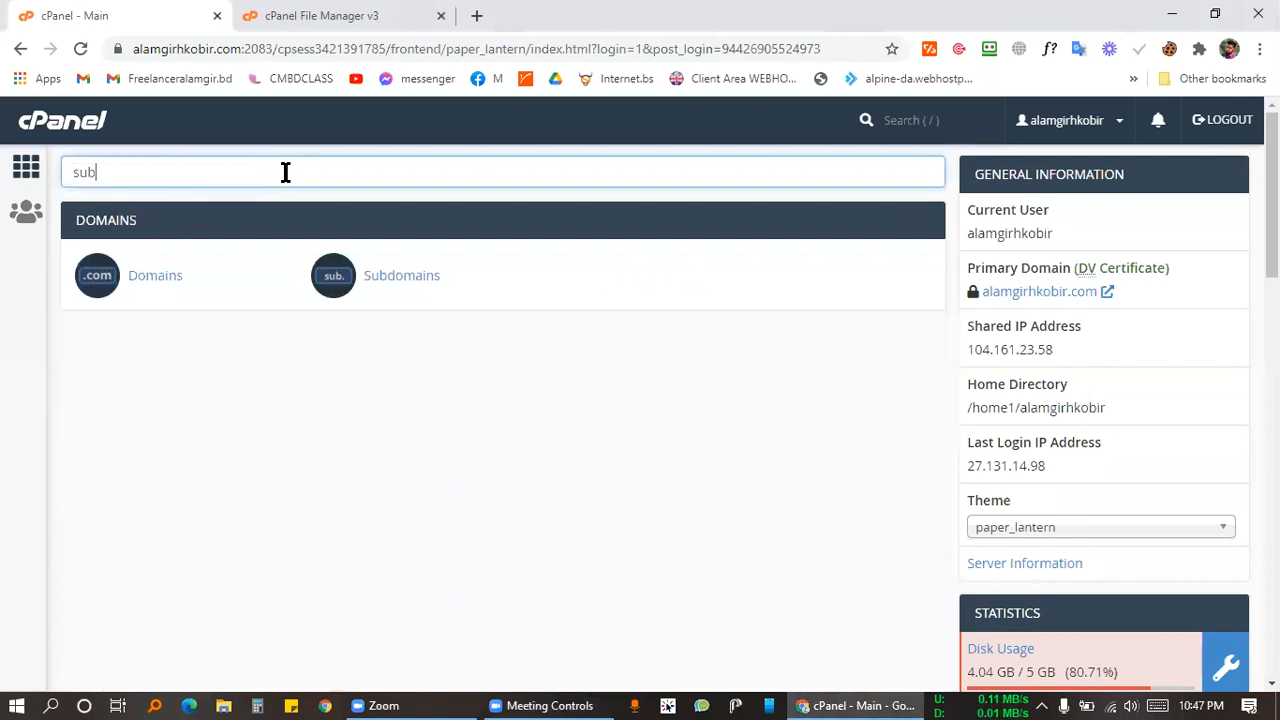 cPanel - Main
cPanel File Manager v3
alamgirhkobir.com:2083/cpsess3421391785/frontend/paper_lantern/index.html?login=1&post_login=94426905524973
f?
Apps
Freelanceralamgir.bd
CMBDCLASS
messenger
M
Internet.bs
Client Area WEBHO...
alpine-da.webhostp...
»
Other bookmarks
cPanel
Search ( / )
alamgirhkobir
LOGOUT
sub
DOMAINS
.com
Domains
sub.
Subdomains
GENERAL INFORMATION
Current User
alamgirhkobir
Primary Domain (DV Certificate)
alamgirhkobir.com
Shared IP Address
104.161.23.58
Home Directory
/home1/alamgirhkobir
Last Login IP Address
27.131.14.98
Theme
paper_lantern
Server Information
STATISTICS
Disk Usage
4.04 GB / 5 GB (80.71%)
Zoom
Meeting Controls
cPanel - Main - Go...
U: 0.11 MB/s
D: 0.01 MB/s
10:47 PM